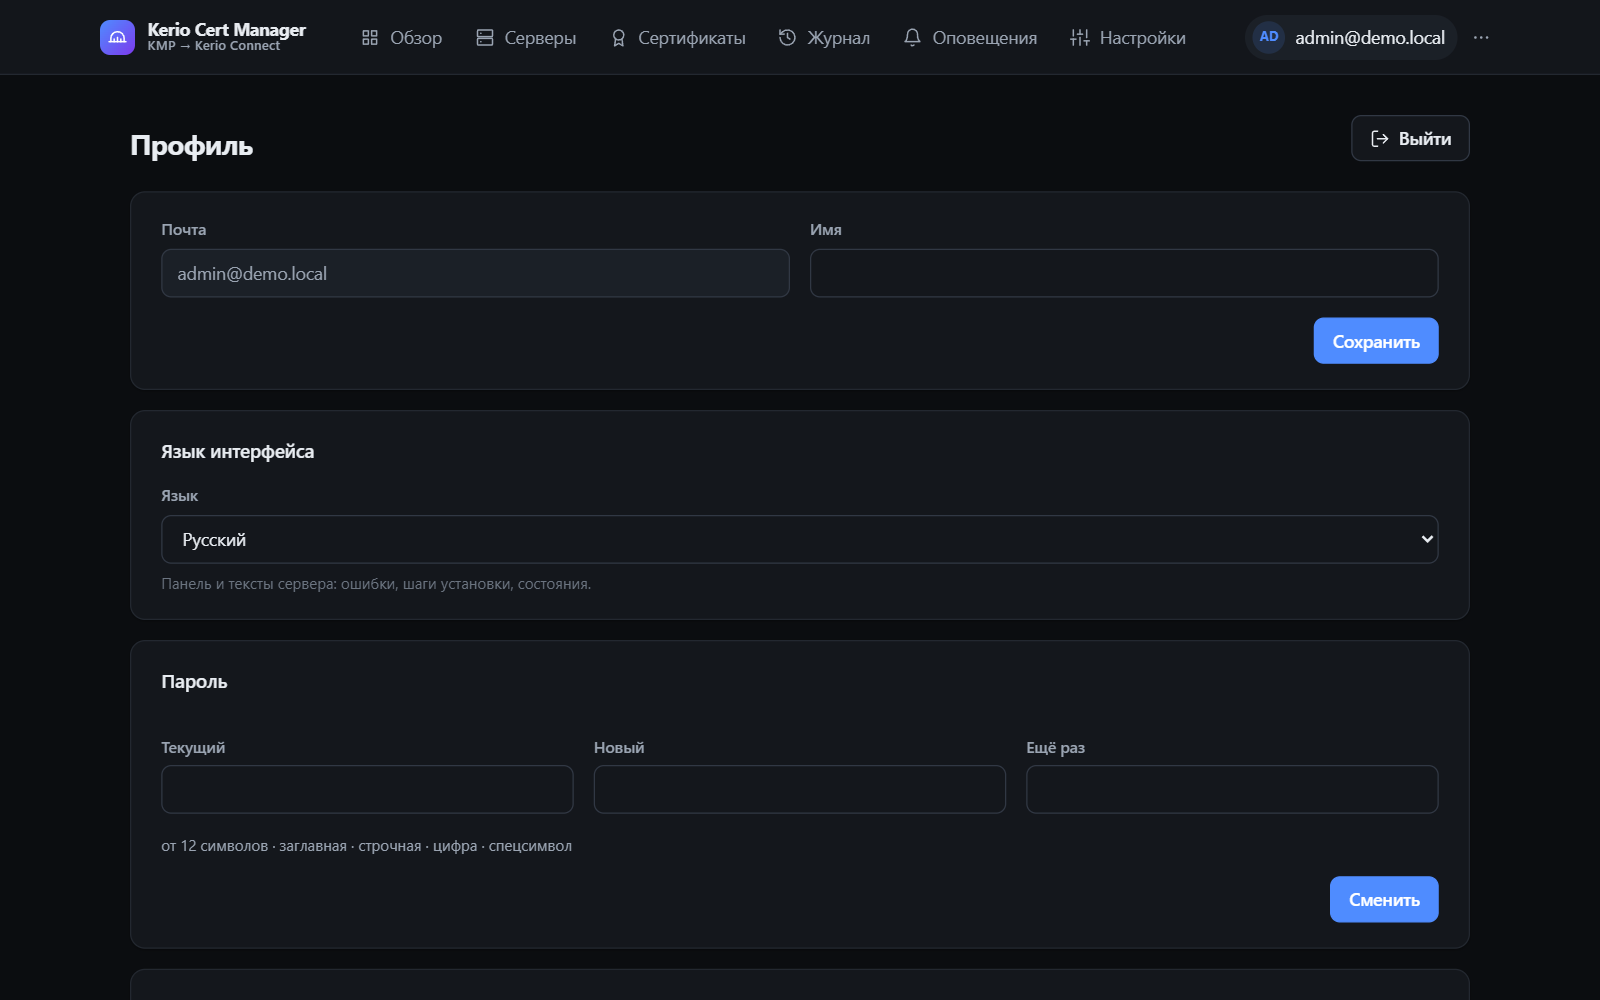 Kerio Cert Manager
KMP → Kerio Connect
Обзор
Серверы
Сертификаты
Журнал
Оповещения
Настройки
AD
admin@demo.local
Профиль
Выйти
Почта
Имя
admin@demo.local
Сохранить
Язык интерфейса
Язык
Русский
Панель и тексты сервера: ошибки, шаги установки, состояния.
Пароль
Текущий
Новый
Ещё раз
от 12 символов · заглавная · строчная · цифра · спецсимвол
Сменить